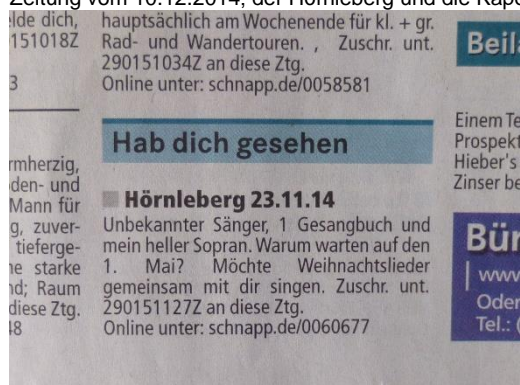 Zeitung vom 10.12.2014, der Hörnleberg und die
elde dich,
151018Z
3
rmherzig,
den- und
Mann für
g, zuver-
tieferge-
ne starke
nd; Raum
diese Ztg.
48
hauptsächlich am Wochenende für kl. + gr.
Rad- und Wandertouren. , Zuschr. unt.
290151034Z an diese Ztg.
Online unter: schnapp.de/0058581
Hab dich gesehen
Hörnleberg 23.11.14
Unbekannter Sänger, 1 Gesangbuch und
mein heller Sopran. Warum warten auf den
1. Mai? Möchte Weihnachtslieder
gemeinsam mit dir singen. Zuschr. unt.
290151127Z an diese Ztg.
Online unter: schnapp.de/0060677
Beil
Einem Te
Prospekt
Hieber's
Zinser be
Bür
www
Oder
Tel.: (